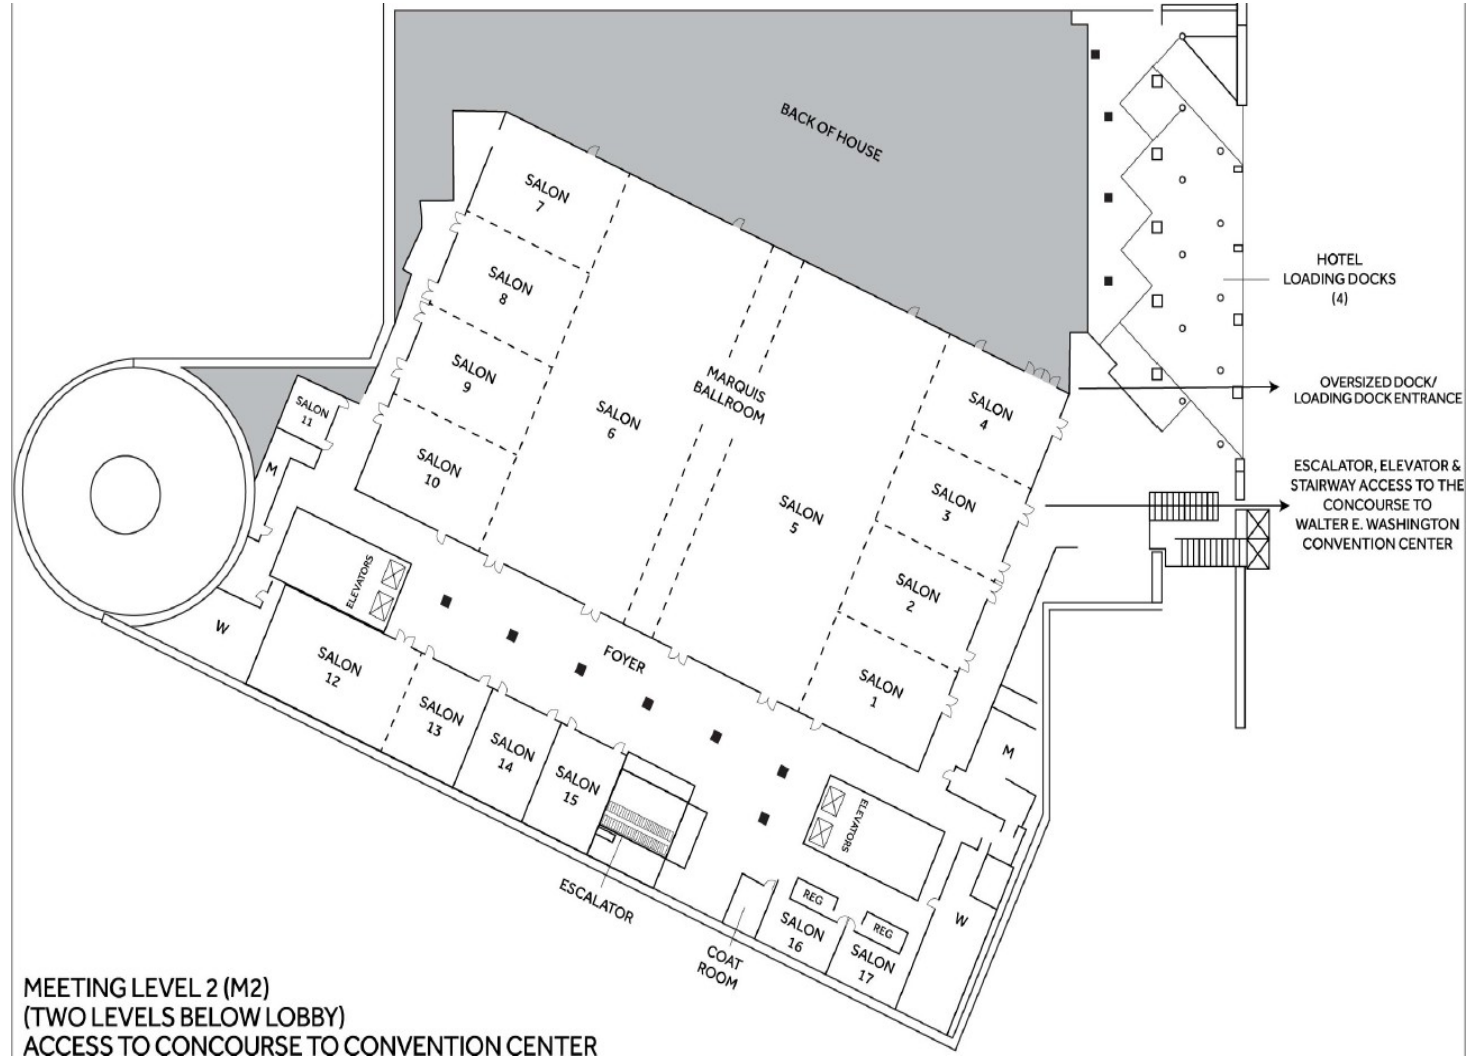 BACK OF HOUSE
SALON
7
SALON
8
SALON
9
SALON
10
SALON
11
M
SALON
6
MARQUIS
BALLROOM
SALON
5
SALON
4
SALON
3
SALON
2
SALON
1
HOTEL
LOADING DOCKS
(4)
OVERSIZED DOCK/
LOADING DOCK ENTRANCE
ESCALATOR, ELEVATOR &
STAIRWAY ACCESS TO THE
CONCOURSE TO
WALTER E. WASHINGTON
CONVENTION CENTER
ELEVATORS
W
FOYER
SALON
12
SALON
13
SALON
14
SALON
15
ESCALATOR
M
ELEVATORS
REG
REG
SALON
16
SALON
17
W
COAT
ROOM
MEETING LEVEL 2 (M2)
(TWO LEVELS BELOW LOBBY)
ACCESS TO CONCOURSE TO CONVENTION CENTER